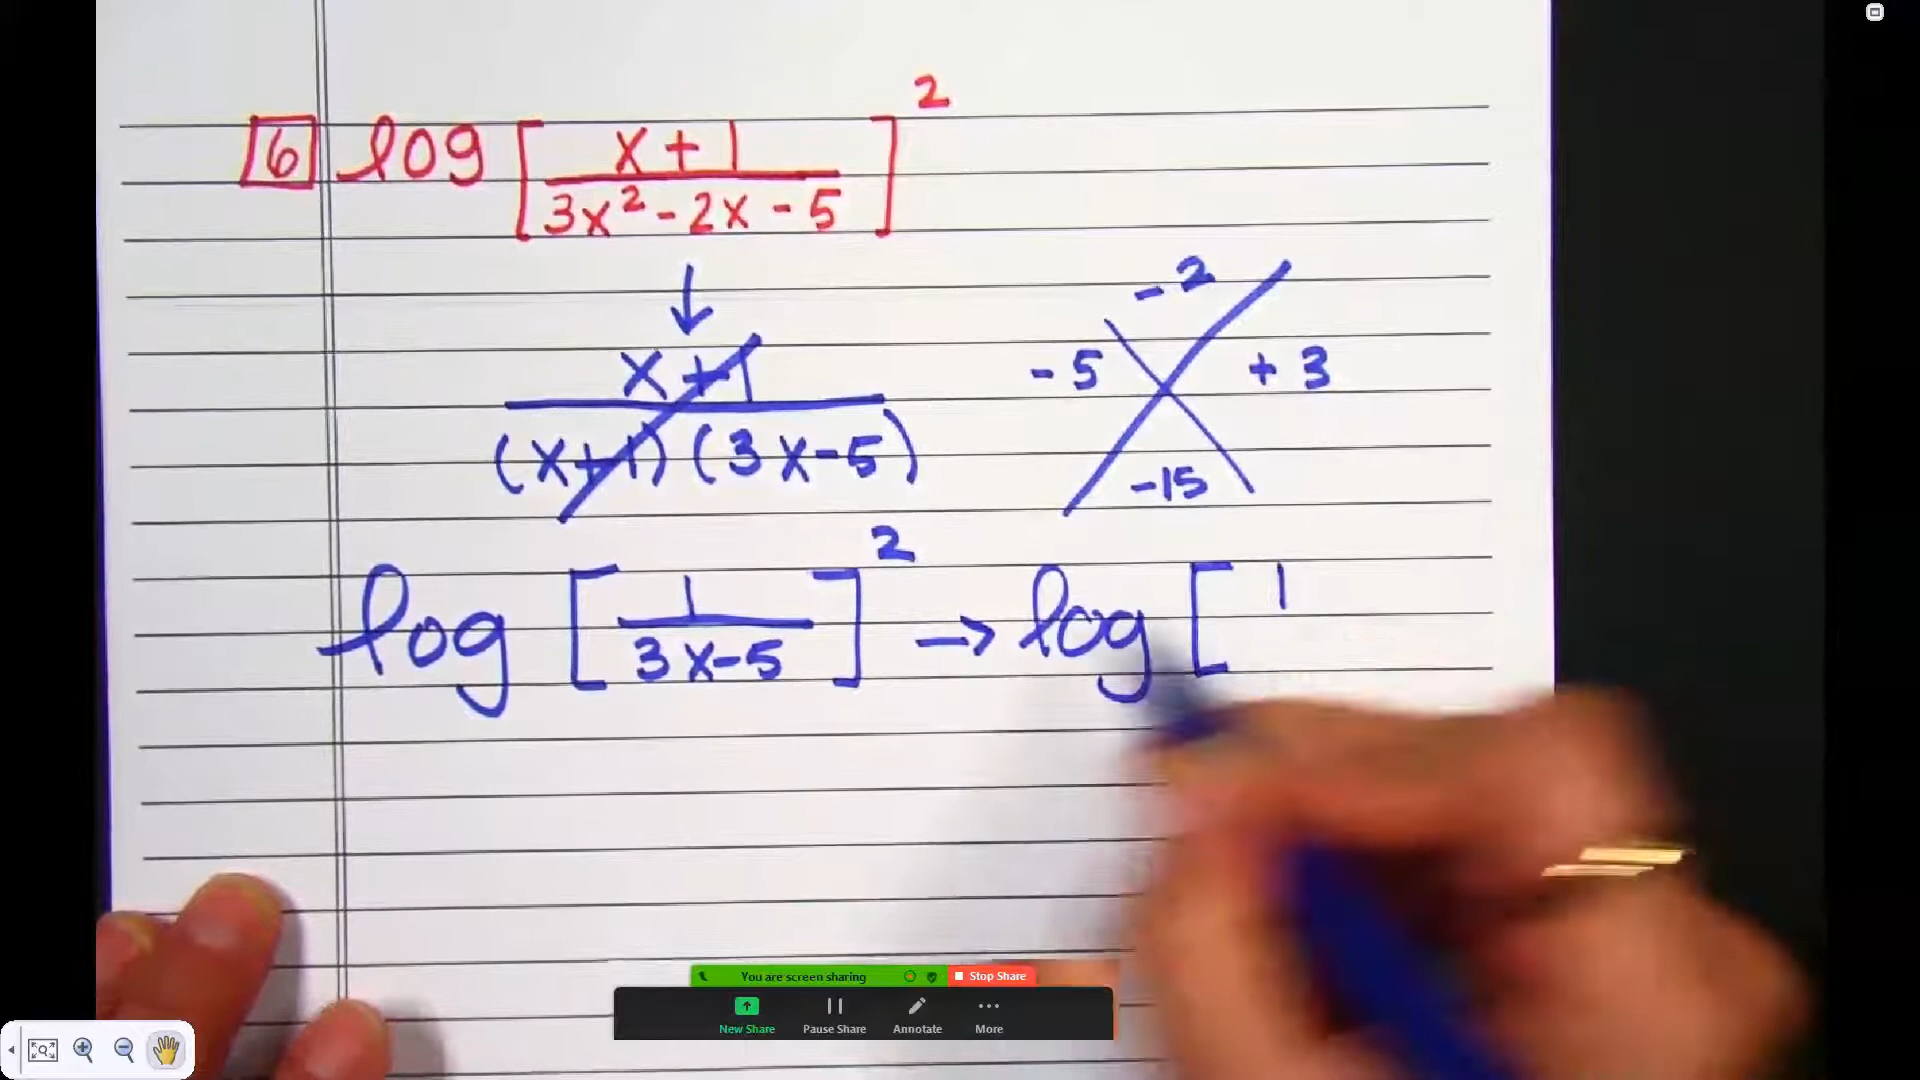 6 log [ x + 1 / 3x² - 2x - 5 ]²
↓
- 2
x + 1 / (x+1) (3x-5)
- 5 + 3
-15
log [ 1 / 3x-5 ]² → log [ 1
You are screen sharing Stop Share
New Share Pause Share Annotate More